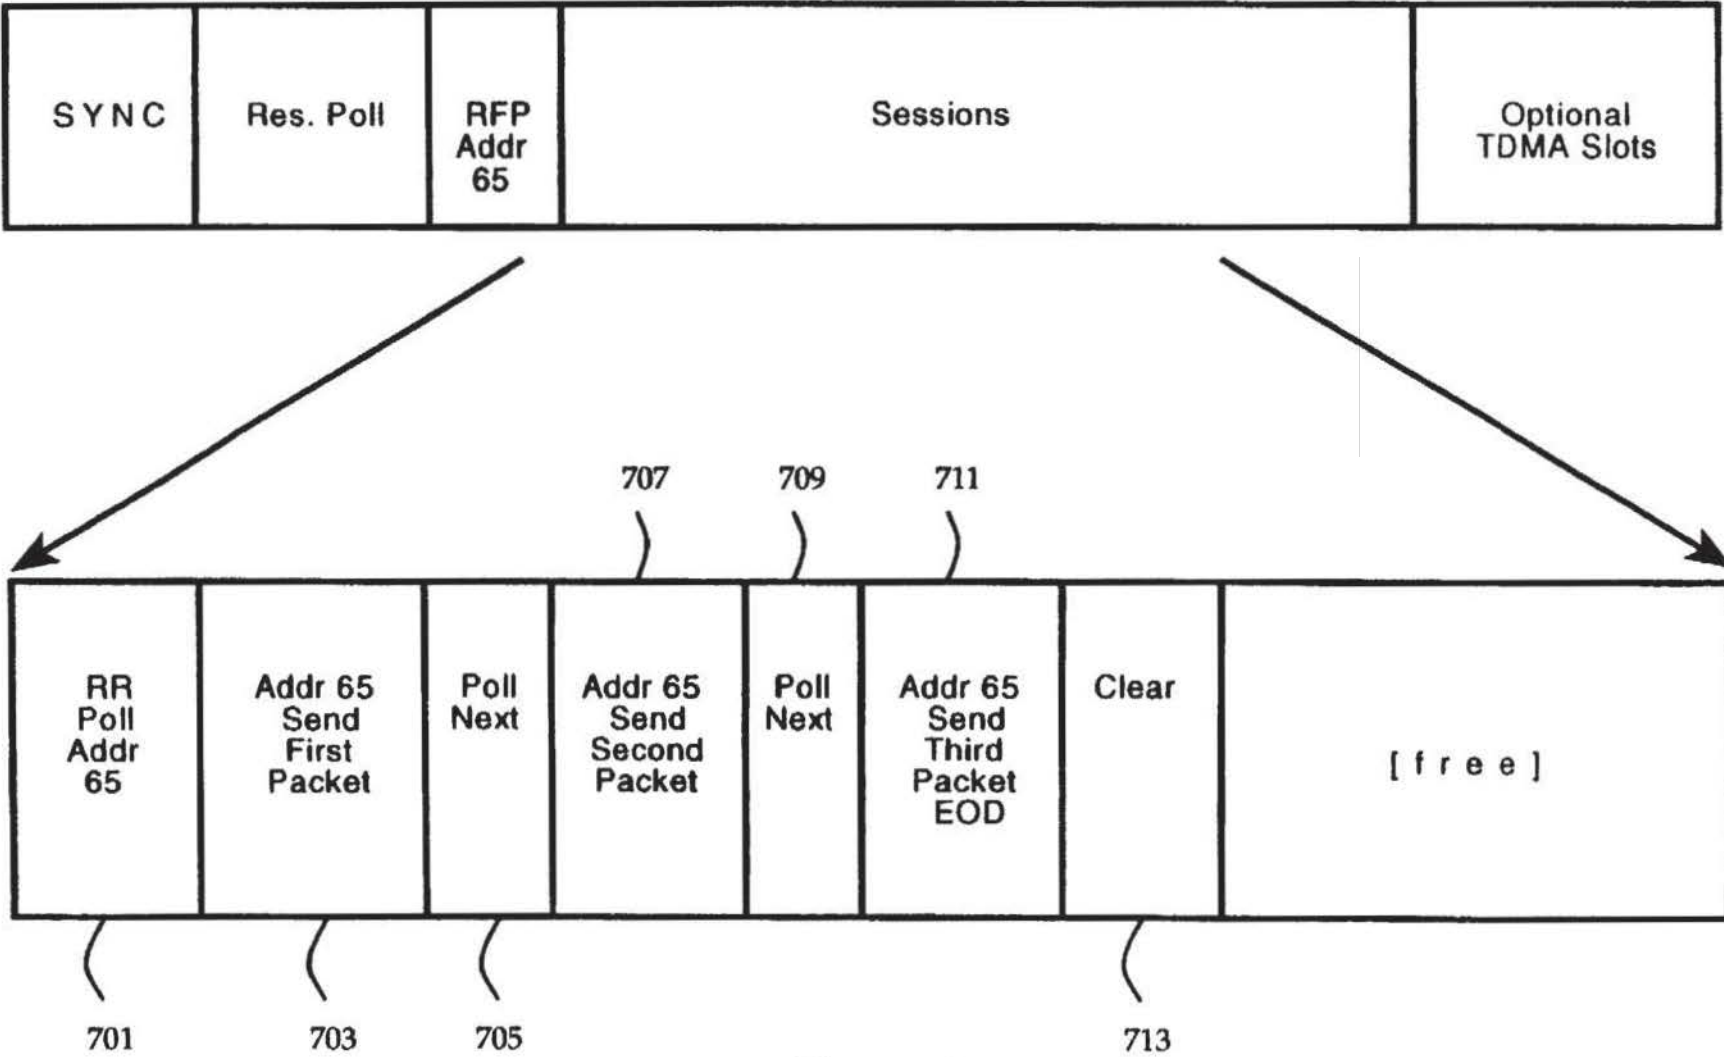 SYNC
Res. Poll
RFP
Addr
65
Sessions
Optional
TDMA Slots
707
709
711
RR
Poll
Addr
65
Addr 65
Send
First
Packet
Poll
Next
Addr 65
Send
Second
Packet
Poll
Next
Addr 65
Send
Third
Packet
EOD
Clear
[free]
701
703
705
713